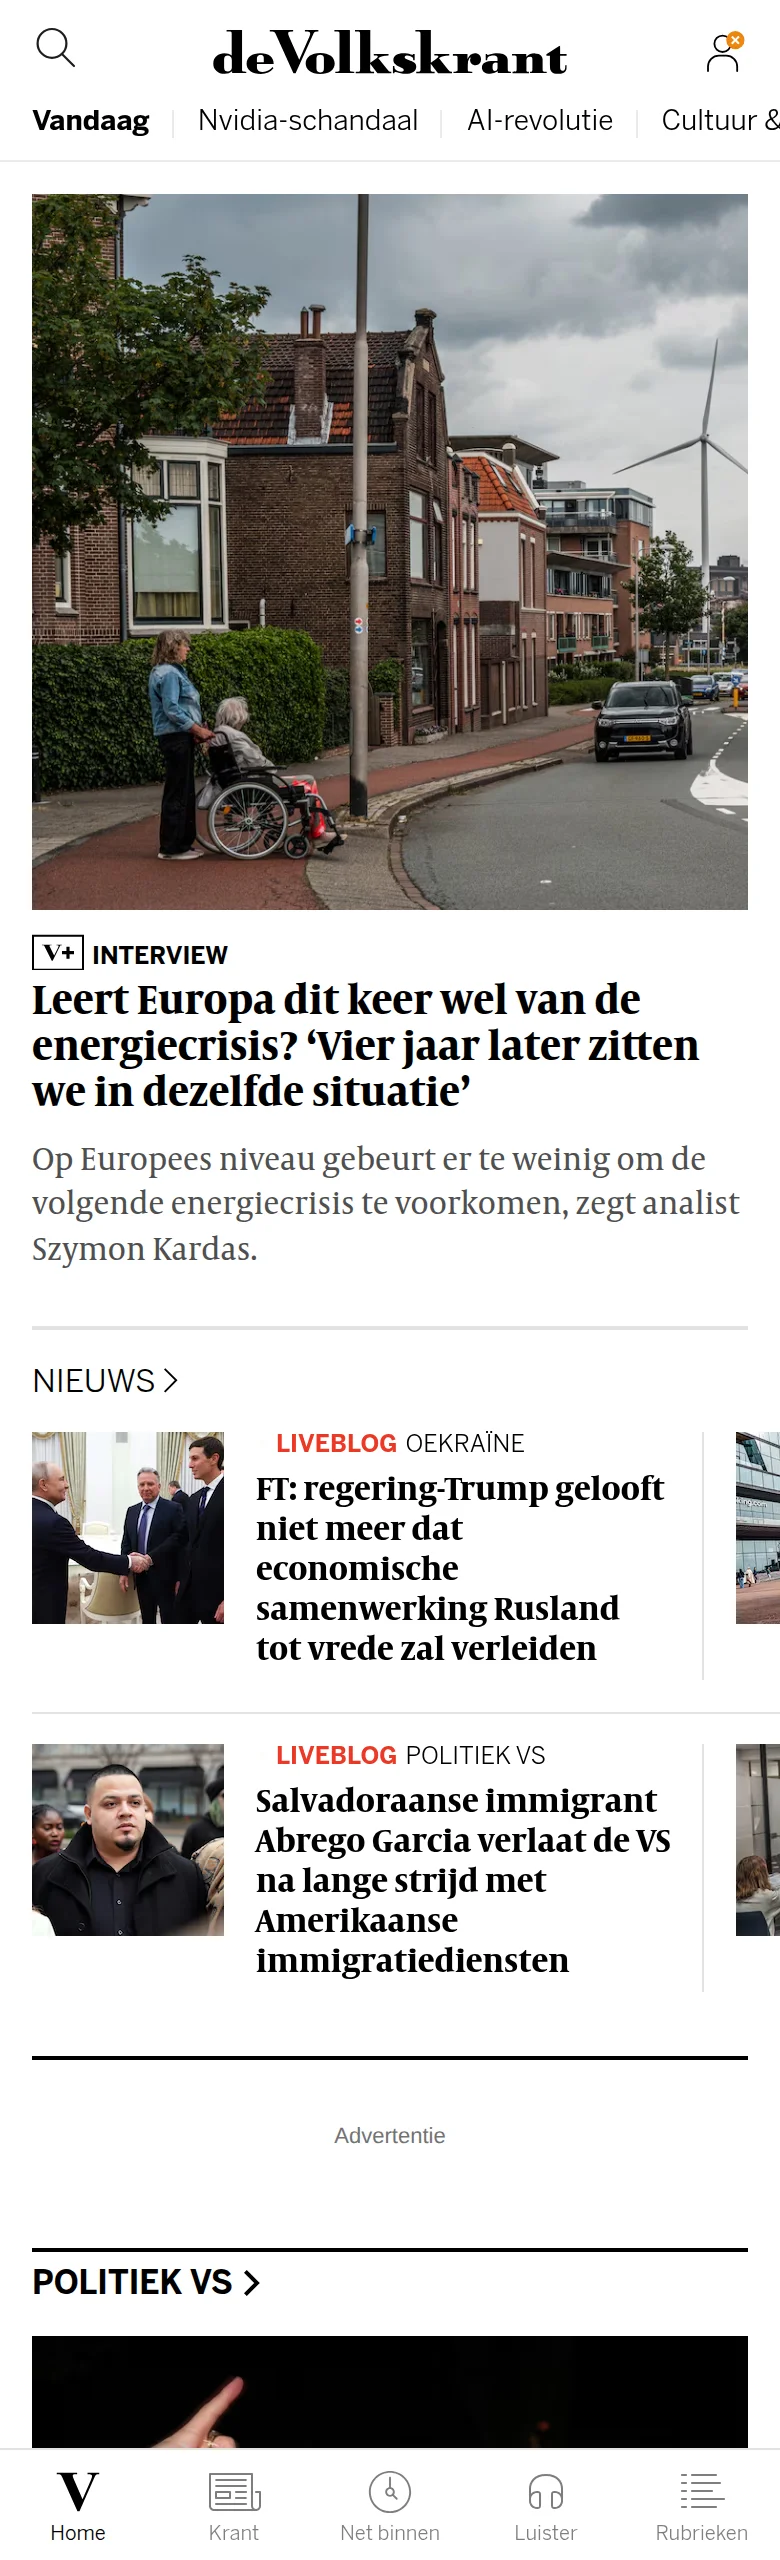 deVolkskrant
Vandaag
Nvidia-schandaal
AI-revolutie
Cultuur &
V+ INTERVIEW
Leert Europa dit keer wel van de
energiecrisis? ‘Vier jaar later zitten
we in dezelfde situatie’
Op Europees niveau gebeurt er te weinig om de
volgende energiecrisis te voorkomen, zegt analist
Szymon Kardas.
NIEUWS
LIVEBLOG OEKRAÏNE
FT: regering-Trump gelooft
niet meer dat
economische
samenwerking Rusland
tot vrede zal verleiden
LIVEBLOG POLITIEK VS
Salvadoraanse immigrant
Abrego Garcia verlaat de VS
na lange strijd met
Amerikaanse
immigratiediensten
Advertentie
POLITIEK VS
V
Home
Krant
Net binnen
Luister
Rubrieken